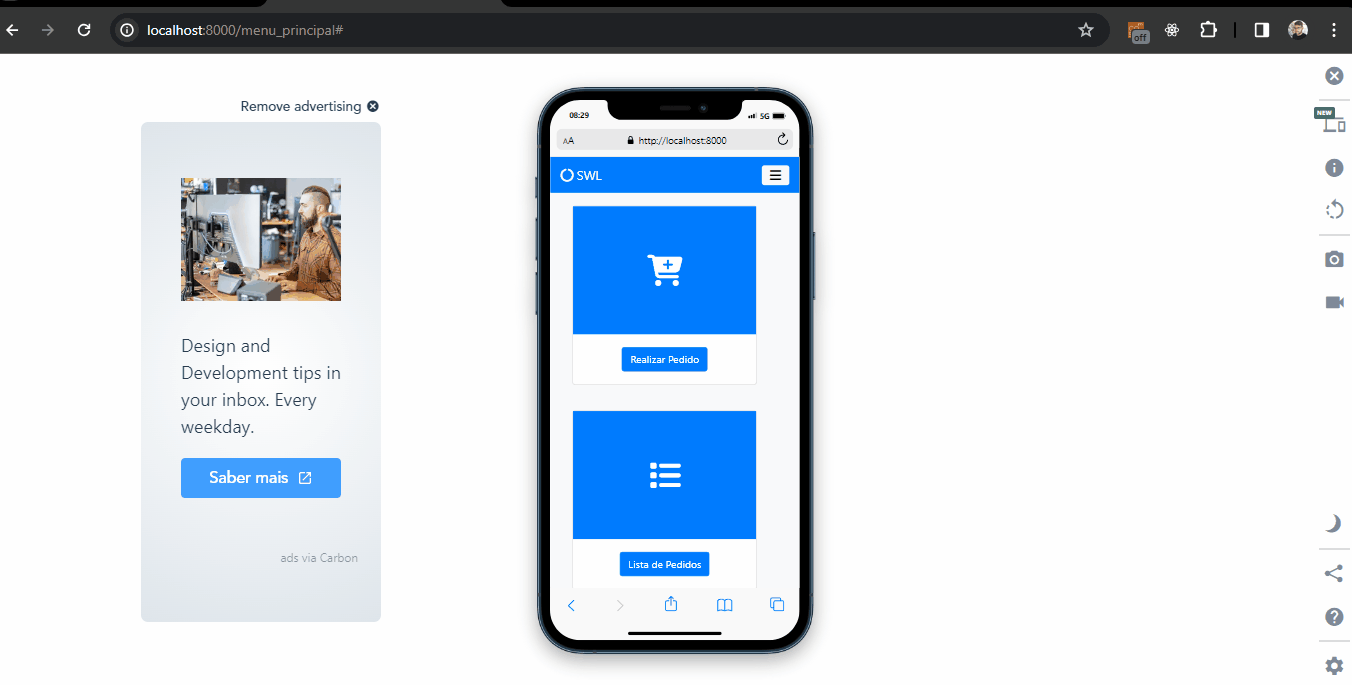 localhost:8000/menu_principal#
off
Remove advertising
Design and
Development tips in
your inbox. Every
weekday.
Saber mais
ads via Carbon
08:29
5G
AA
http://localhost:8000
SWL
Realizar Pedido
Lista de Pedidos
NEW